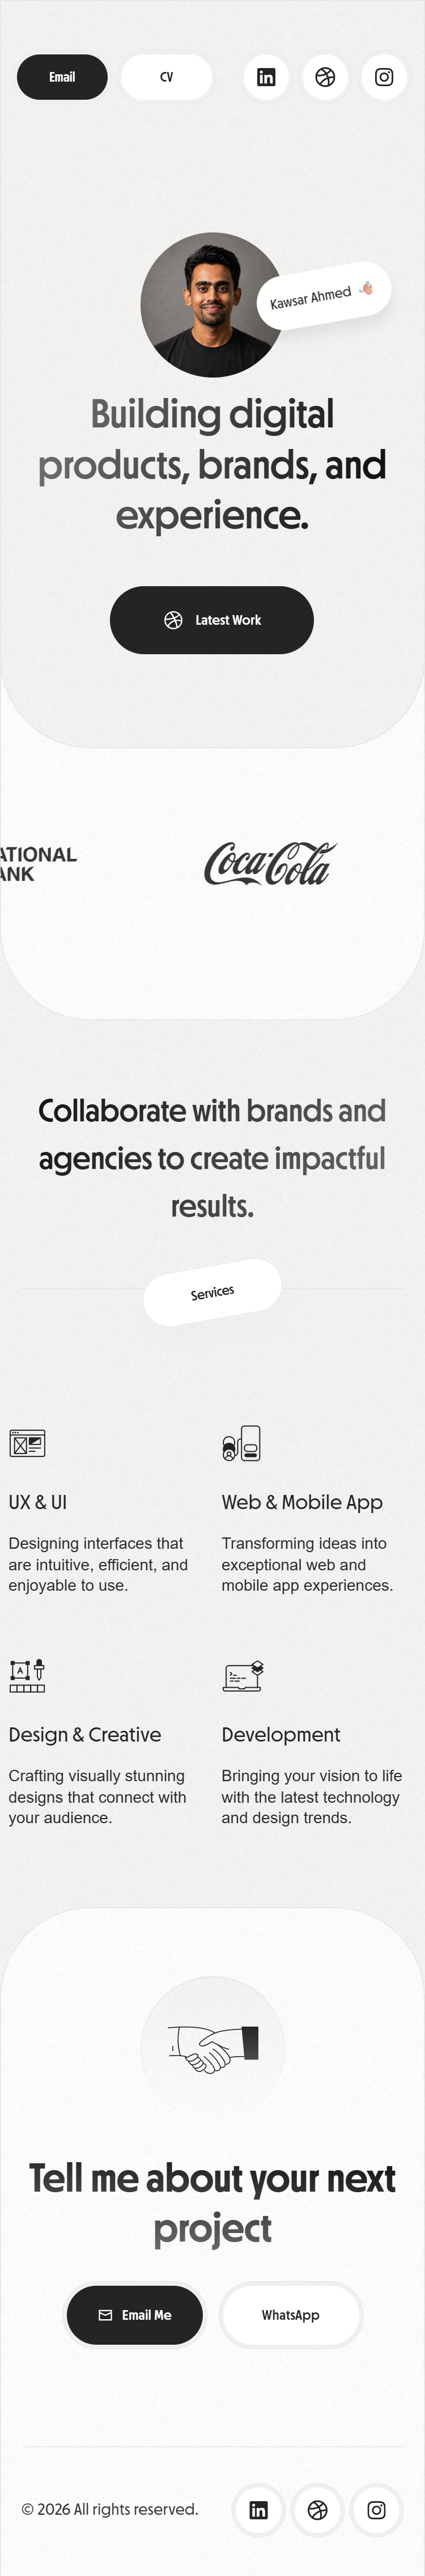 Email
CV
Kawsar Ahmed 👋🏼
Building digital
products, brands, and
experience.
Latest Work
ATIONAL
ANK
Coca-Cola
Collaborate with brands and
agencies to create impactful
results.
Services
UX & UI
Designing interfaces that
are intuitive, efficient, and
enjoyable to use.
Web & Mobile App
Transforming ideas into
exceptional web and
mobile app experiences.
Design & Creative
Crafting visually stunning
designs that connect with
your audience.
Development
Bringing your vision to life
with the latest technology
and design trends.
Tell me about your next
project
Email Me
WhatsApp
© 2026 All rights reserved.